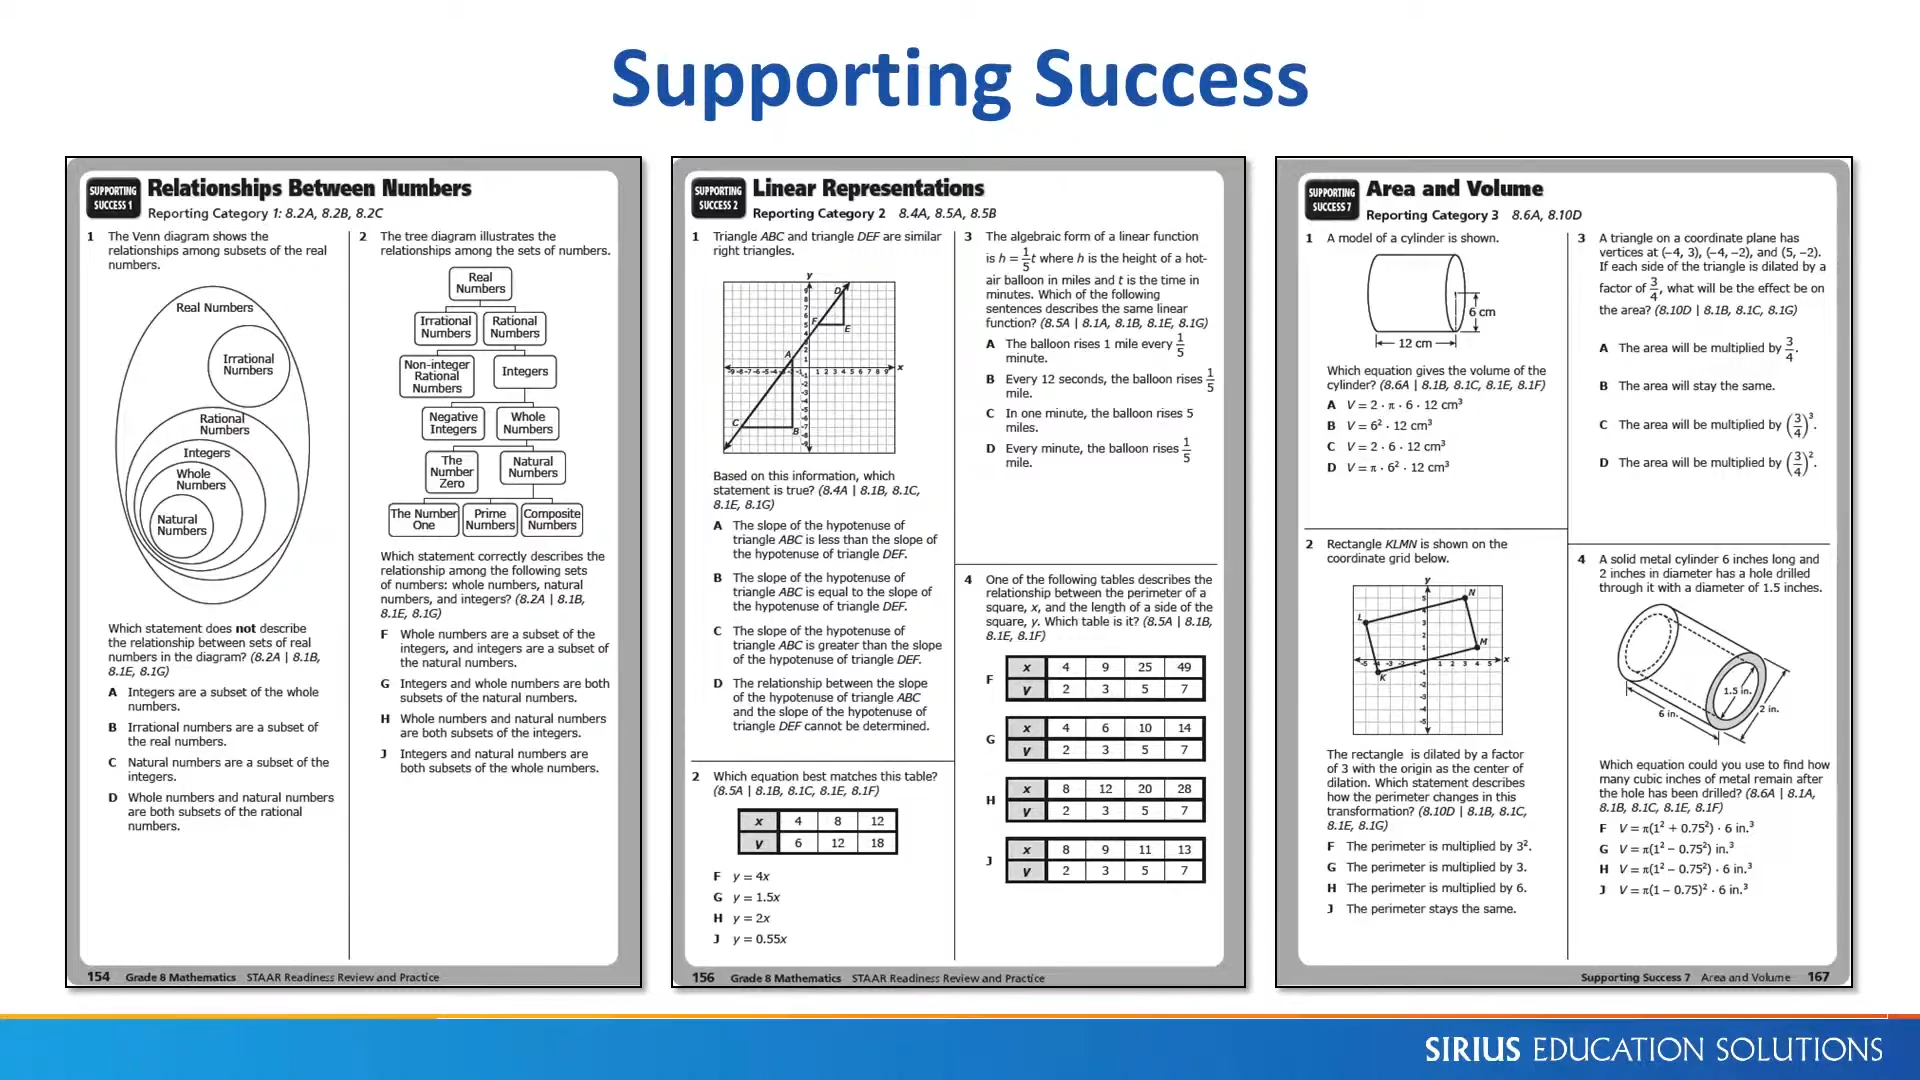 Supporting Success
SUPPORTING
SUCCESS 1
Relationships Between Numbers
Reporting Category 1: 8.2A, 8.2B, 8.2C
1 The Venn diagram shows the
relationships among subsets of the real
numbers.
Real Numbers
Irrational
Numbers
Rational
Numbers
Integers
Whole
Numbers
Natural
Numbers
Which statement does not describe
the relationship between sets of real
numbers in the diagram? (8.2A | 8.1B,
8.1E, 8.1G)
A Integers are a subset of the whole
numbers.
B Irrational numbers are a subset of
the real numbers.
C Natural numbers are a subset of the
integers.
D Whole numbers and natural numbers
are both subsets of the rational
numbers.
2 The tree diagram illustrates the
relationships among the sets of numbers.
Real
Numbers
Irrational
Numbers
Rational
Numbers
Non-integer
Rational
Numbers
Integers
Negative
Integers
Whole
Numbers
The
Number
Zero
Natural
Numbers
The Number
One
Prime
Numbers
Composite
Numbers
Which statement correctly describes the
relationship among the following sets
of numbers: whole numbers, natural
numbers, and integers? (8.2A | 8.1B,
8.1E, 8.1G)
F Whole numbers are a subset of the
integers, and integers are a subset of
the natural numbers.
G Integers and whole numbers are both
subsets of the natural numbers.
H Whole numbers and natural numbers
are both subsets of the integers.
J Integers and natural numbers are
both subsets of the whole numbers.
154 Grade 8 Mathematics STAAR Readiness Review and Practice
SUPPORTING
SUCCESS 2
Linear Representations
Reporting Category 2 8.4A, 8.5A, 8.5B
1 Triangle ABC and triangle DEF are similar
right triangles.
y
D
F
E
A
x
C
B
Based on this information, which
statement is true? (8.4A | 8.1B, 8.1C,
8.1E, 8.1G)
A The slope of the hypotenuse of
triangle ABC is less than the slope of
the hypotenuse of triangle DEF.
B The slope of the hypotenuse of
triangle ABC is equal to the slope of
the hypotenuse of triangle DEF.
C The slope of the hypotenuse of
triangle ABC is greater than the slope
of the hypotenuse of triangle DEF.
D The relationship between the slope
of the hypotenuse of triangle ABC
and the slope of the hypotenuse of
triangle DEF cannot be determined.
2 Which equation best matches this table?
(8.5A | 8.1B, 8.1C, 8.1E, 8.1F)
x 4 8 12
y 6 12 18
F y = 4x
G y = 1.5x
H y = 2x
J y = 0.55x
3 The algebraic form of a linear function
is h = 1/5 t where h is the height of a hot-
air balloon in miles and t is the time in
minutes. Which of the following
sentences describes the same linear
function? (8.5A | 8.1A, 8.1B, 8.1E, 8.1G)
A The balloon rises 1 mile every 1/5
minute.
B Every 12 seconds, the balloon rises 1/5
mile.
C In one minute, the balloon rises 5
miles.
D Every minute, the balloon rises 1/5
mile.
4 One of the following tables describes the
relationship between the perimeter of a
square, x, and the length of a side of the
square, y. Which table is it? (8.5A | 8.1B,
8.1E, 8.1F)
F
x 4 9 25 49
y 2 3 5 7
G
x 4 6 10 14
y 2 3 5 7
H
x 8 12 20 28
y 2 3 5 7
J
x 8 9 11 13
y 2 3 5 7
156 Grade 8 Mathematics STAAR Readiness Review and Practice
SUPPORTING
SUCCESS 7
Area and Volume
Reporting Category 3 8.6A, 8.10D
1 A model of a cylinder is shown.
6 cm
12 cm
Which equation gives the volume of the
cylinder? (8.6A | 8.1B, 8.1C, 8.1E, 8.1F)
A V = 2 · π · 6 · 12 cm³
B V = 6² · 12 cm³
C V = 2 · 6 · 12 cm³
D V = π · 6² · 12 cm³
2 Rectangle KLMN is shown on the
coordinate grid below.
y
N
L
M
x
K
The rectangle is dilated by a factor
of 3 with the origin as the center of
dilation. Which statement describes
how the perimeter changes in this
transformation? (8.10D | 8.1B, 8.1C,
8.1E, 8.1G)
F The perimeter is multiplied by 3².
G The perimeter is multiplied by 3.
H The perimeter is multiplied by 6.
J The perimeter stays the same.
3 A triangle on a coordinate plane has
vertices at (−4, 3), (−4, −2), and (5, −2).
If each side of the triangle is dilated by a
factor of 3/4, what will be the effect be on
the area? (8.10D | 8.1B, 8.1C, 8.1G)
A The area will be multiplied by 3/4.
B The area will stay the same.
C The area will be multiplied by (3/4)³.
D The area will be multiplied by (3/4)².
4 A solid metal cylinder 6 inches long and
2 inches in diameter has a hole drilled
through it with a diameter of 1.5 inches.
1.5 in.
2 in.
6 in.
Which equation could you use to find how
many cubic inches of metal remain after
the hole has been drilled? (8.6A | 8.1A,
8.1B, 8.1C, 8.1E, 8.1F)
F V = π(1² + 0.75²) · 6 in.³
G V = π(1² − 0.75²) in.³
H V = π(1² − 0.75²) · 6 in.³
J V = π(1 − 0.75)² · 6 in.³
Supporting Success 7 Area and Volume 167
SIRIUS EDUCATION SOLUTIONS